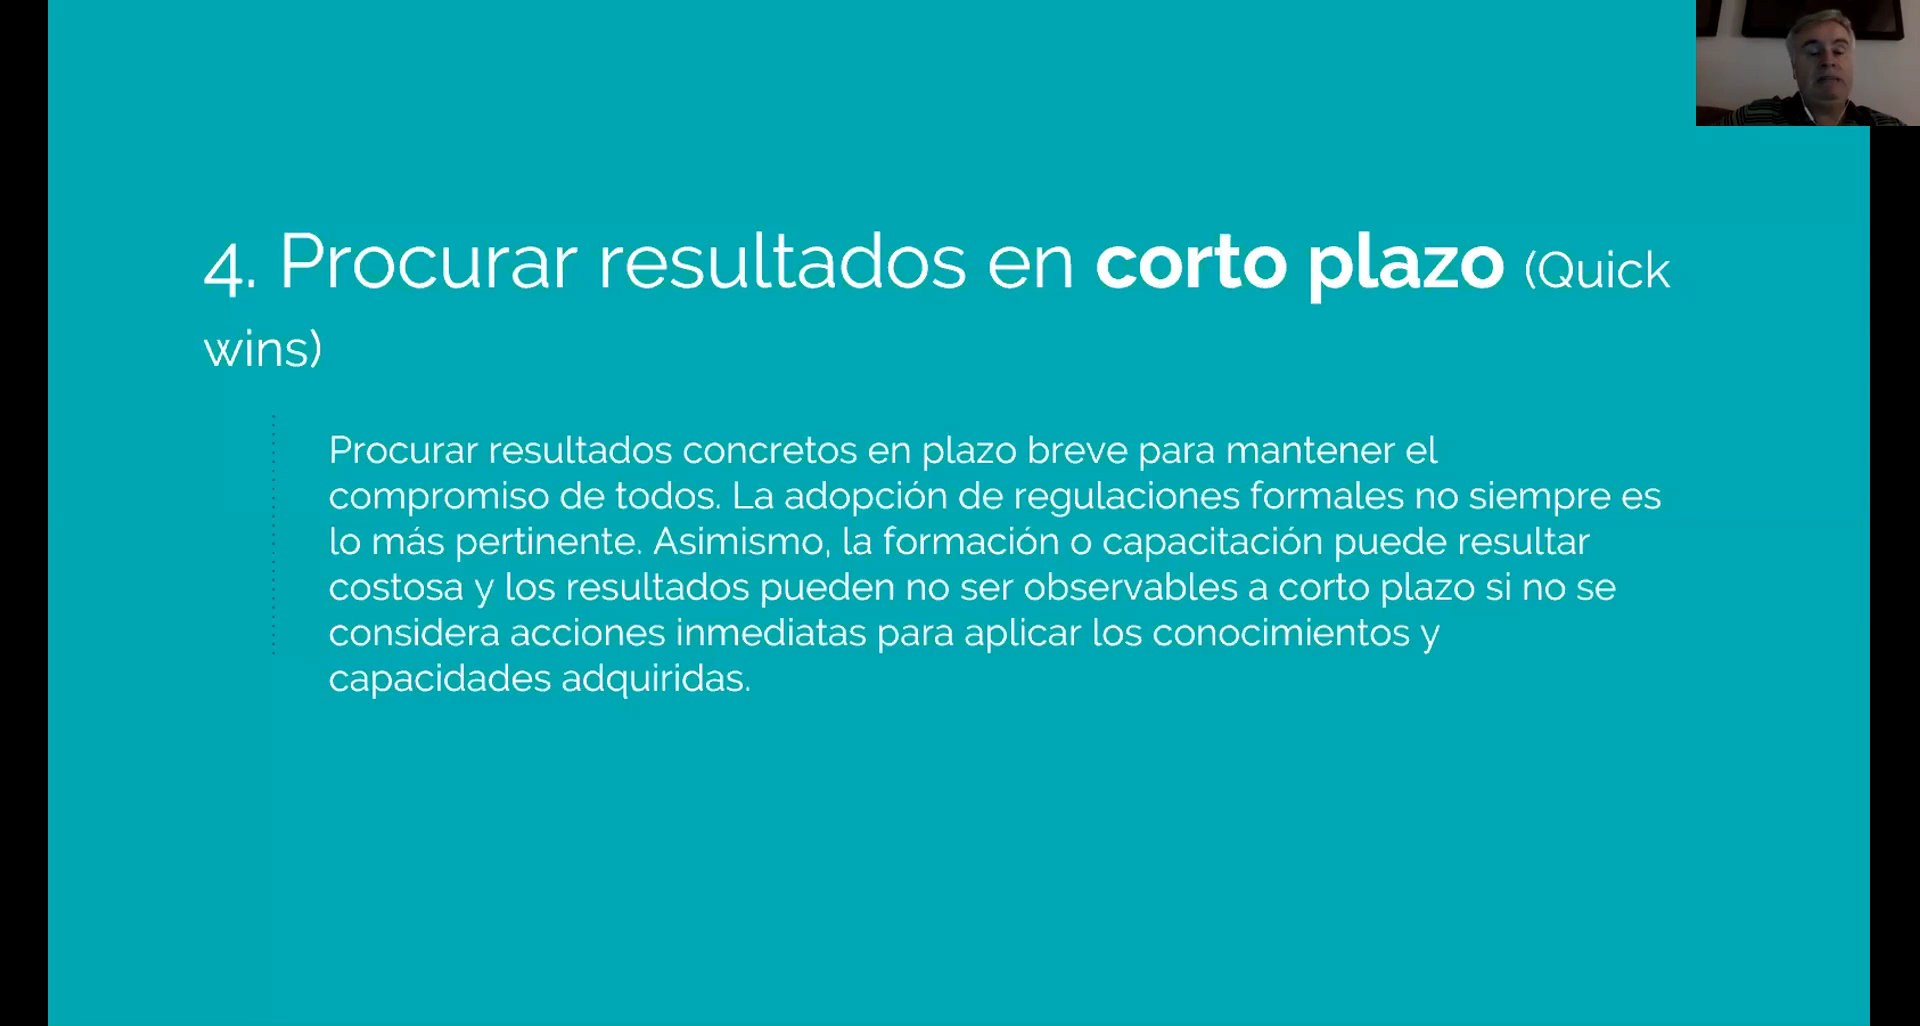 4. Procurar resultados en corto plazo (Quick
wins)
Procurar resultados concretos en plazo breve para mantener el
compromiso de todos. La adopción de regulaciones formales no siempre es
lo más pertinente. Asimismo, la formación o capacitación puede resultar
costosa y los resultados pueden no ser observables a corto plazo si no se
considera acciones inmediatas para aplicar los conocimientos y
capacidades adquiridas.